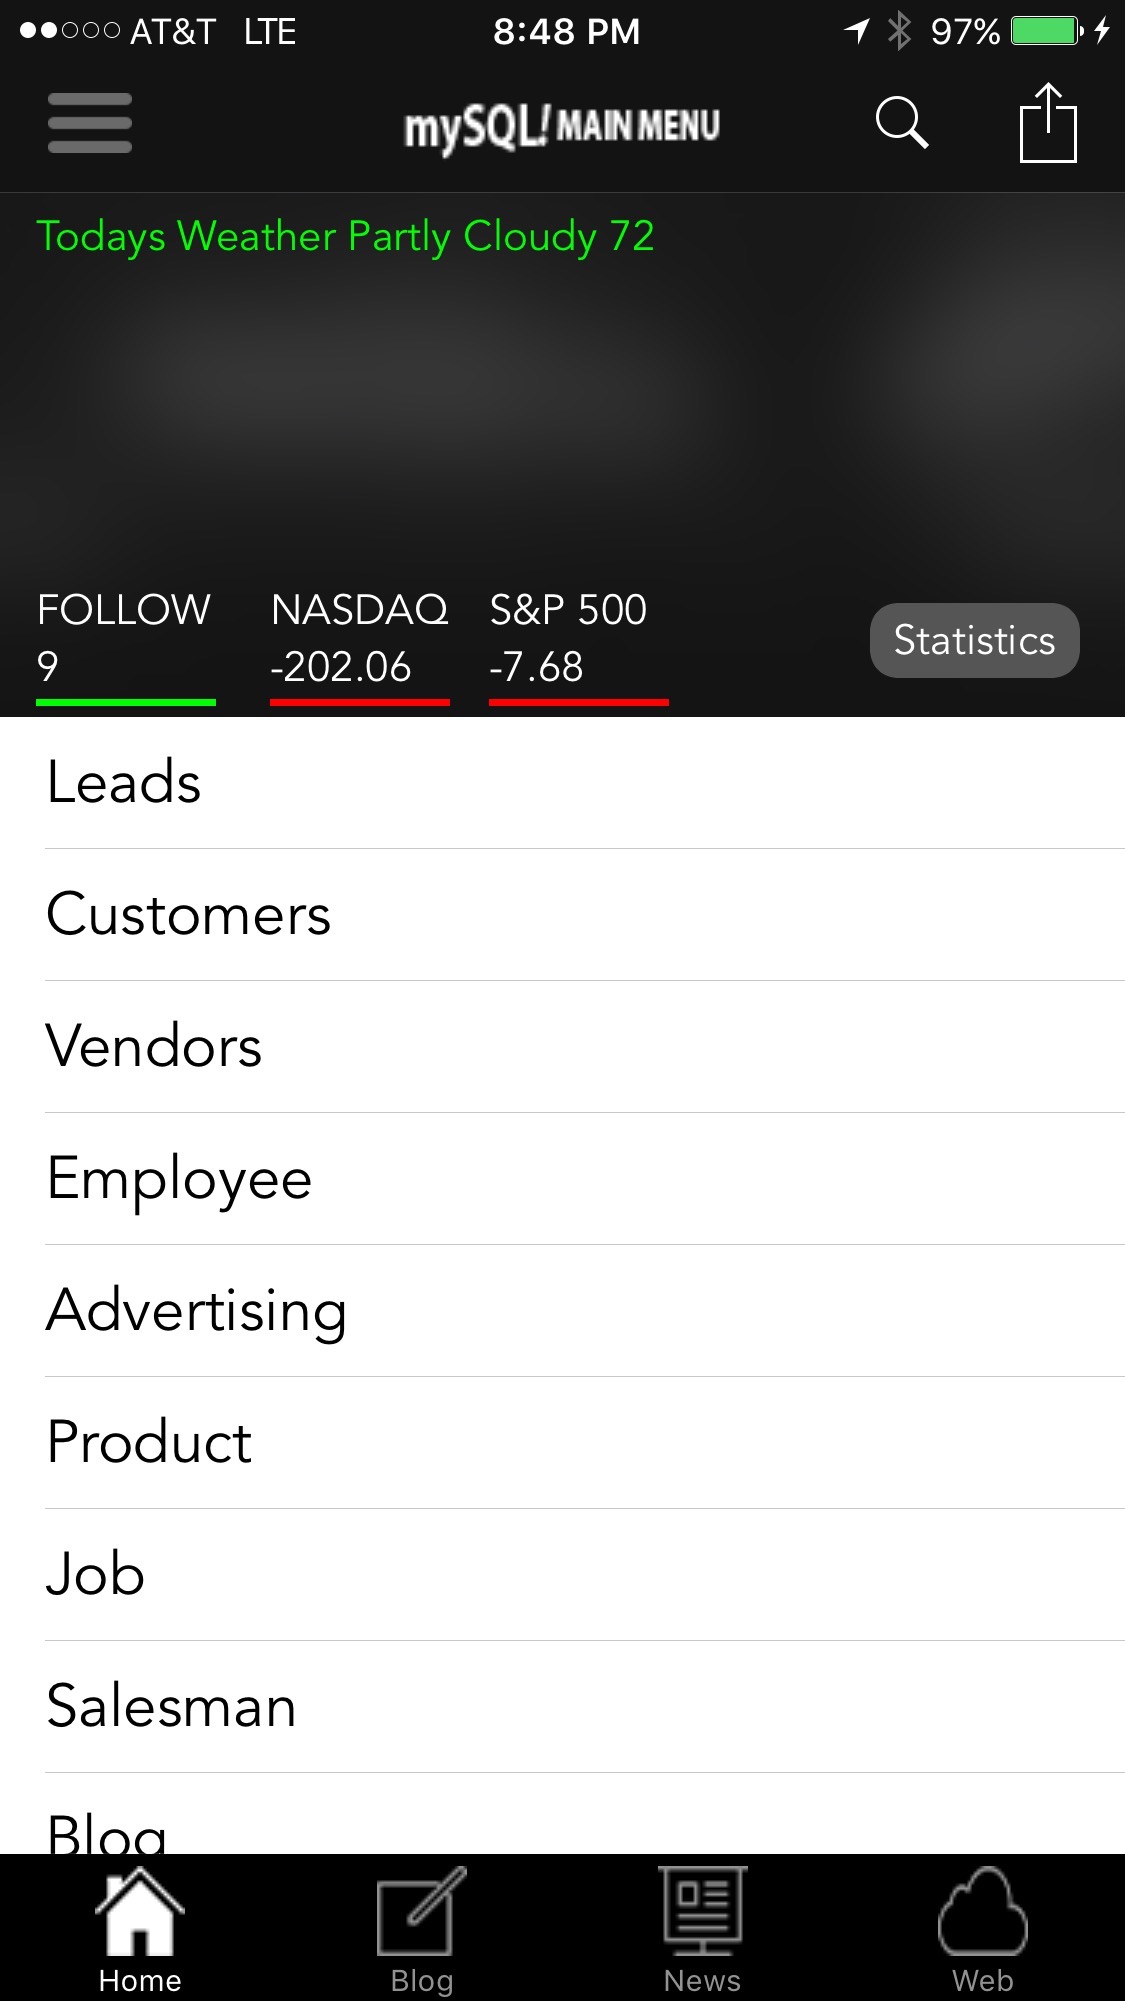 AT&T LTE 8:48 PM 97%
mySQL! MAIN MENU
Todays Weather Partly Cloudy 72
FOLLOW NASDAQ S&P 500
9 -202.06 -7.68
Statistics
Leads
Customers
Vendors
Employee
Advertising
Product
Job
Salesman
Blog
Home Blog News Web